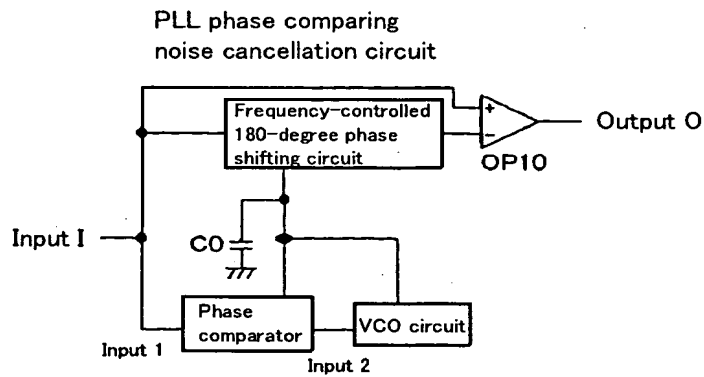 PLL phase comparing
noise cancellation circuit
Frequency-controlled
180-degree phase
shifting circuit
+
−
OP10
Output O
Input I
C0
Phase
comparator
VCO circuit
Input 1
Input 2